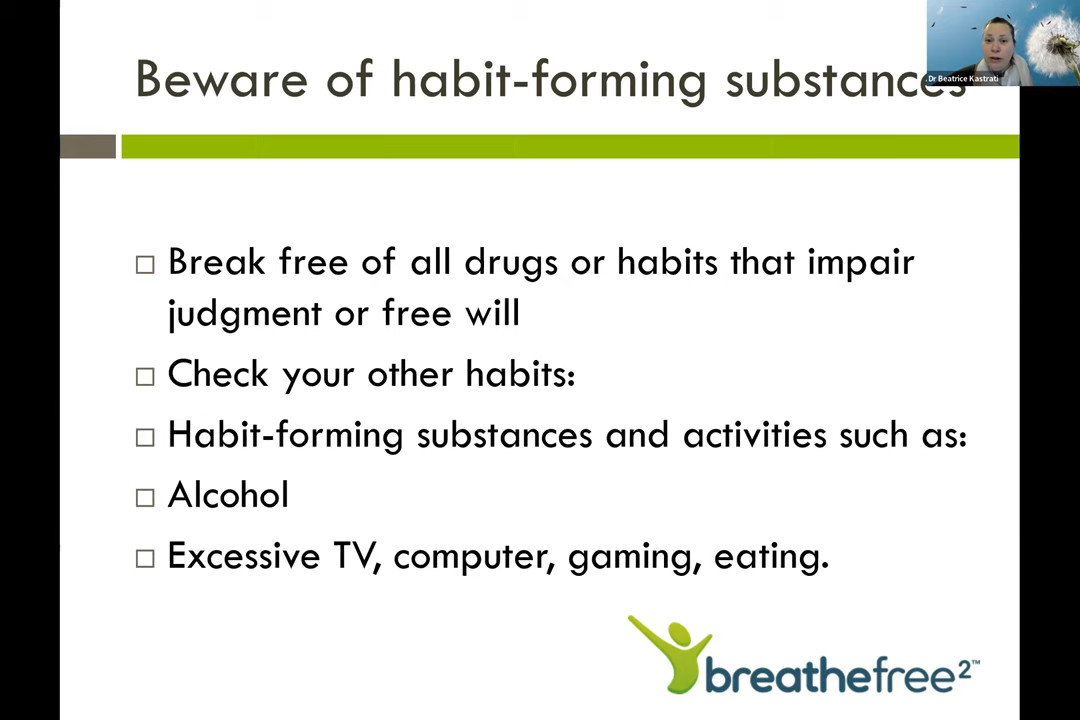 Beware of habit-forming substances
.Dr Beatrice Kastrati
□ Break free of all drugs or habits that impair
judgment or free will
□ Check your other habits:
□ Habit-forming substances and activities such as:
□ Alcohol
□ Excessive TV, computer, gaming, eating.
breathefree2™